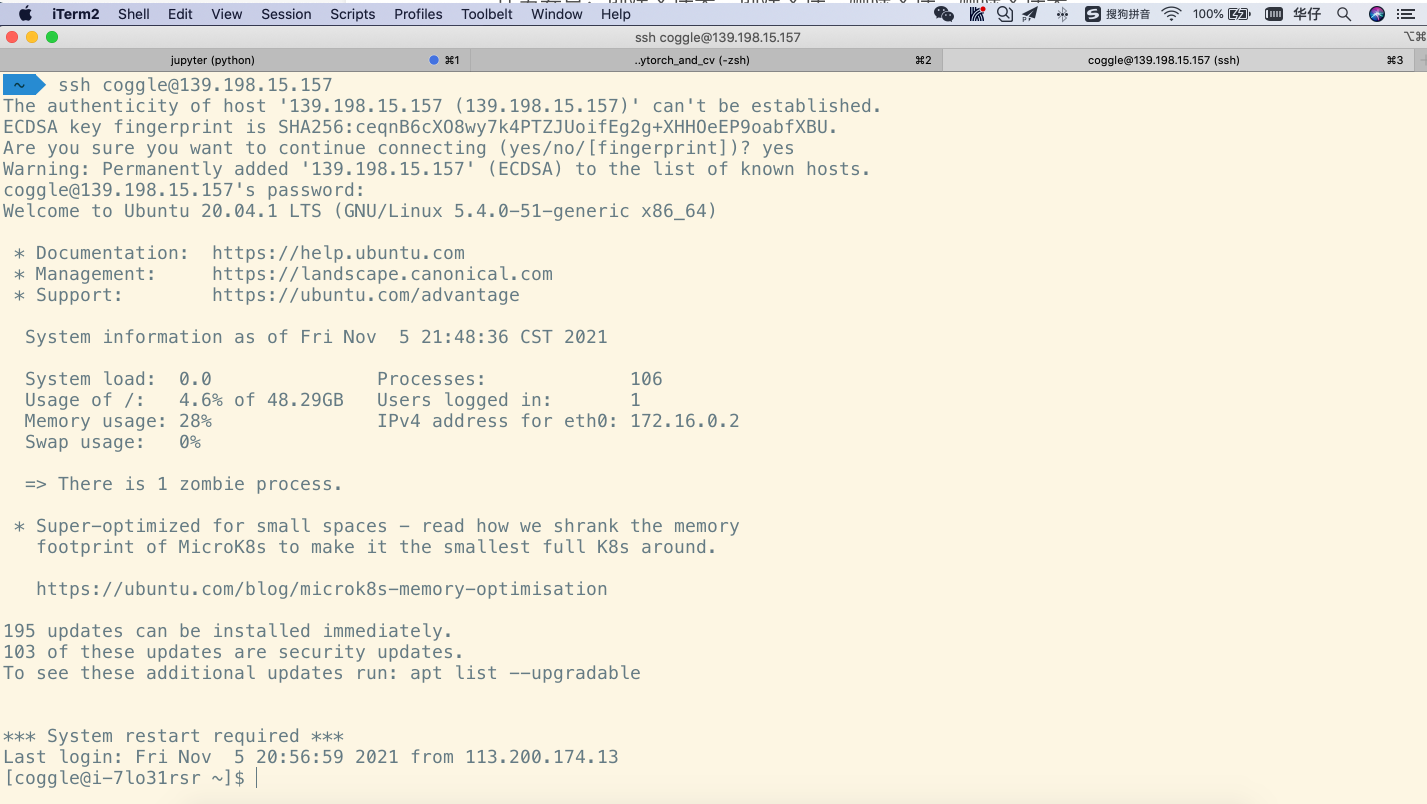 iTerm2 Shell Edit View Session Scripts Profiles Toolbelt Window Help 搜狗拼音 100% 华仔
ssh coggle@139.198.15.157 ⌥⌘
jupyter (python) ⌘1 ..ytorch_and_cv (-zsh) ⌘2 coggle@139.198.15.157 (ssh) ⌘3
~ ssh coggle@139.198.15.157
The authenticity of host '139.198.15.157 (139.198.15.157)' can't be established.
ECDSA key fingerprint is SHA256:ceqnB6cXO8wy7k4PTZJUoifEg2g+XHHOeEP9oabfXBU.
Are you sure you want to continue connecting (yes/no/[fingerprint])? yes
Warning: Permanently added '139.198.15.157' (ECDSA) to the list of known hosts.
coggle@139.198.15.157's password:
Welcome to Ubuntu 20.04.1 LTS (GNU/Linux 5.4.0-51-generic x86_64)
* Documentation: https://help.ubuntu.com
* Management: https://landscape.canonical.com
* Support: https://ubuntu.com/advantage
System information as of Fri Nov 5 21:48:36 CST 2021
System load: 0.0 Processes: 106
Usage of /: 4.6% of 48.29GB Users logged in: 1
Memory usage: 28% IPv4 address for eth0: 172.16.0.2
Swap usage: 0%
=> There is 1 zombie process.
* Super-optimized for small spaces - read how we shrank the memory
footprint of MicroK8s to make it the smallest full K8s around.
https://ubuntu.com/blog/microk8s-memory-optimisation
195 updates can be installed immediately.
103 of these updates are security updates.
To see these additional updates run: apt list --upgradable
*** System restart required ***
Last login: Fri Nov 5 20:56:59 2021 from 113.200.174.13
[coggle@i-7lo31rsr ~]$